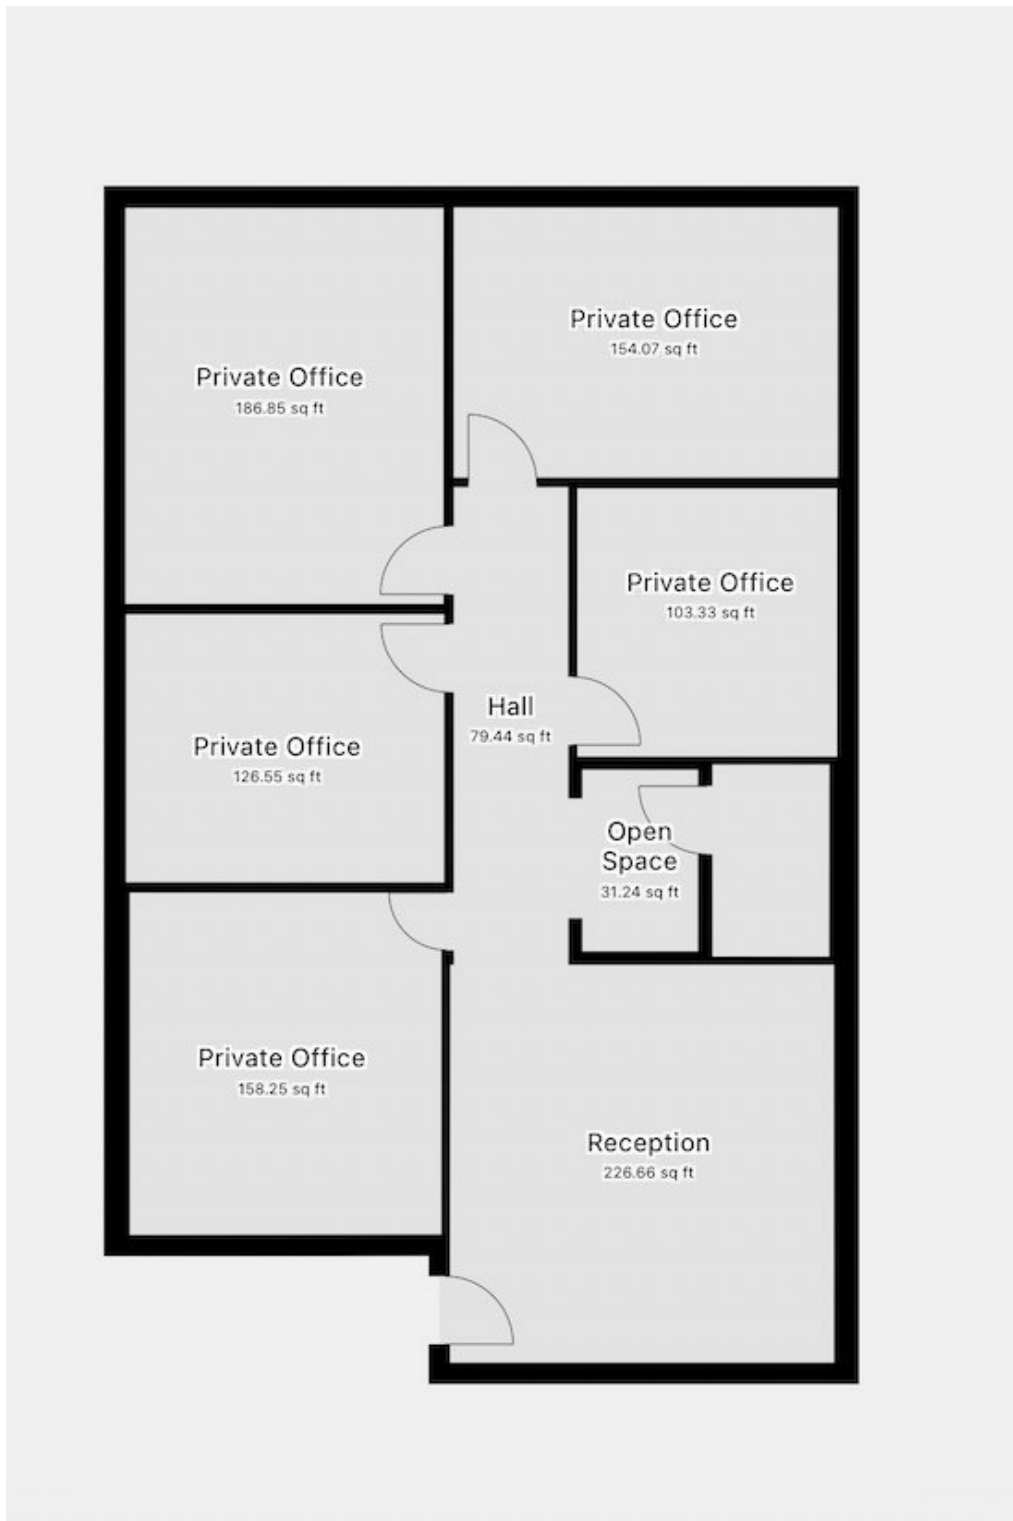 Private Office
154.07 sq ft
Private Office
186.85 sq ft
Private Office
103.33 sq ft
Hall
79.44 sq ft
Private Office
126.55 sq ft
Open
Space
31.24 sq ft
Private Office
158.25 sq ft
Reception
226.66 sq ft